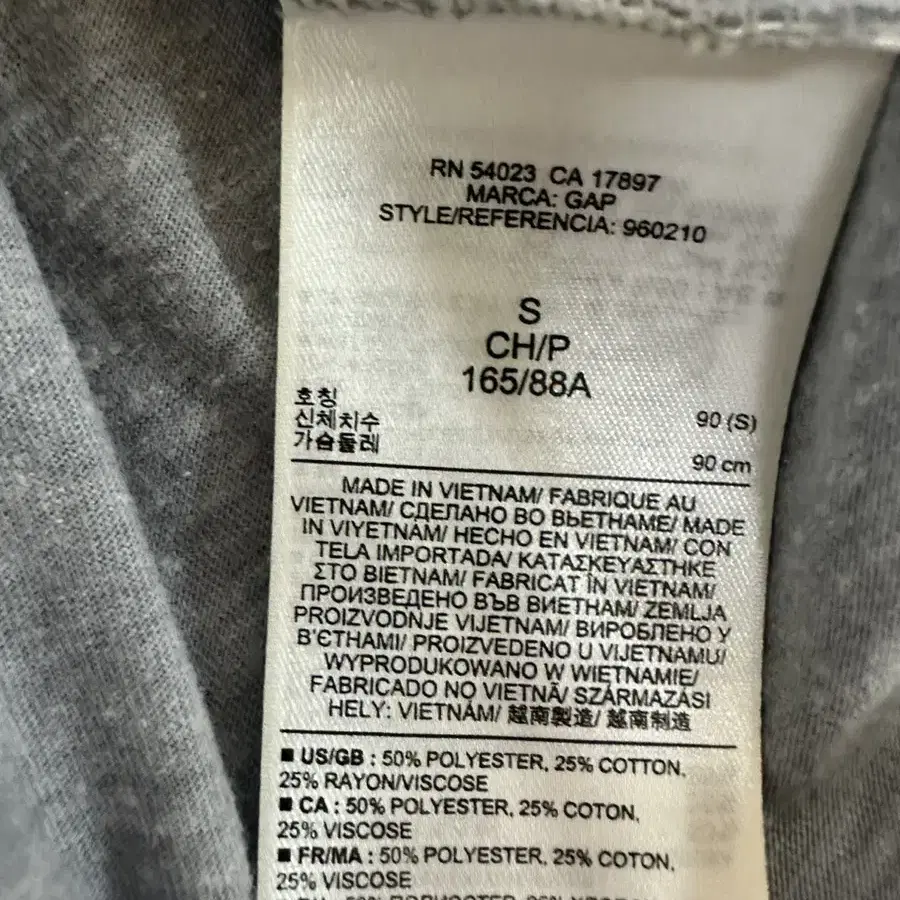 RN 54023 CA 17897
MARCA: GAP
STYLE/REFERENCIA: 960210
S
CH/P
165/88A
호칭
신체치수 90 (S)
가슴둘레 90 cm
MADE IN VIETNAM/ FABRIQUE AU
VIETNAM/ СДЕЛАНО ВО ВЬЕТНАМЕ/ MADE
IN VIYETNAM/ HECHO EN VIETNAM/ CON
TELA IMPORTADA/ ΚΑΤΑΣΚΕΥΑΣΤΗΚΕ
ΣΤΟ ΒΙΕΤΝΑΜ/ FABRICAT ÎN VIETNAM/
ПРОИЗВЕДЕНО ВЪВ ВИЕТНАМ/ ZEMLJA
PROIZVODNJE VIJETNAM/ ВИРОБЛЕНО У
В'ЄТНАМІ/ PROIZVEDENO U VIJETNAMU/
WYPRODUKOWANO W WIETNAMIE/
FABRICADO NO VIETNÃ/ SZÁRMAZÁSI
HELY: VIETNÁM/ 越南製造/ 越南制造
■ US/GB : 50% POLYESTER, 25% COTTON,
25% RAYON/VISCOSE
■ CA : 50% POLYESTER, 25% COTON,
25% VISCOSE
■ FR/MA : 50% POLYESTER, 25% COTON,
25% VISCOSE